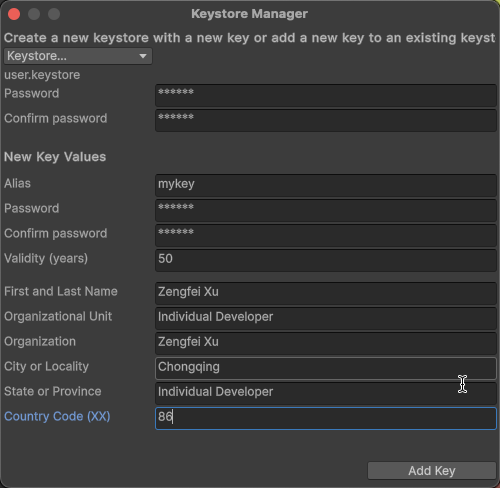 Keystore Manager
Create a new keystore with a new key or add a new key to an existing keyst
Keystore...
user.keystore
Password ******
Confirm password ******
New Key Values
Alias mykey
Password ******
Confirm password ******
Validity (years) 50
First and Last Name Zengfei Xu
Organizational Unit Individual Developer
Organization Zengfei Xu
City or Locality Chongqing
State or Province Individual Developer
Country Code (XX) 86
Add Key